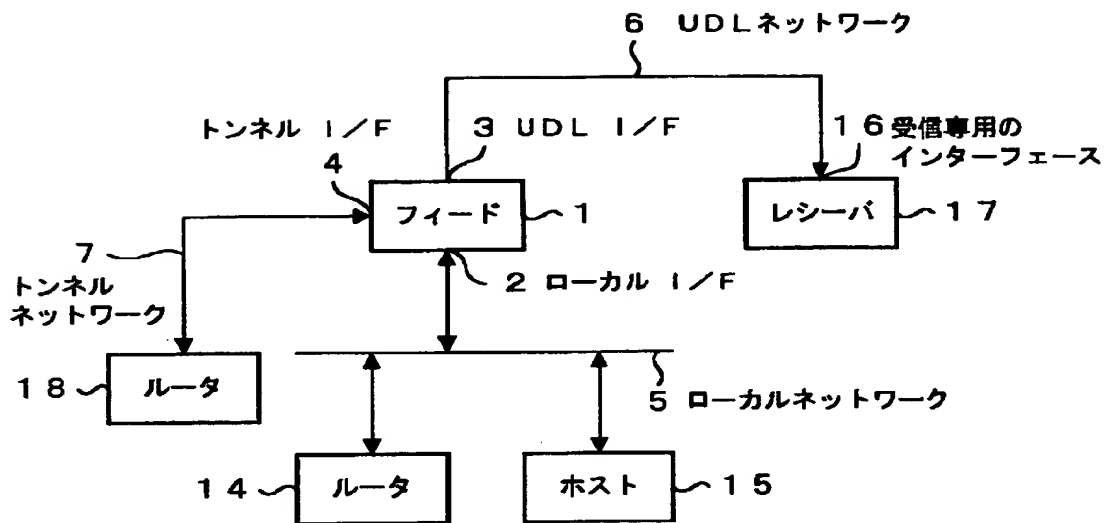 6 UDLネットワーク
トンネル I/F
3 UDL I/F
16 受信専用の
インターフェース
4
フィード
1
レシーバ
17
7
トンネル
ネットワーク
2 ローカル I/F
18
ルータ
5 ローカルネットワーク
14
ルータ
ホスト
15